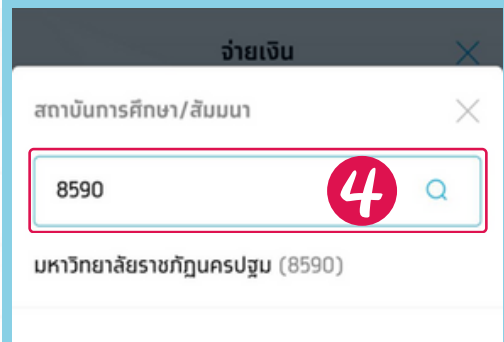 จ่ายเงิน
สถาบันการศึกษา/สัมมนา
8590
4
มหาวิทยาลัยราชภัฏนครปฐม (8590)